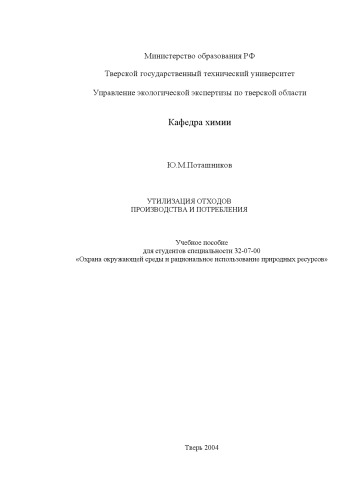 Министерство образования РФ
Тверской государственный технический университет
Управление экологической экспертизы по тверской области
Кафедра химии
Ю.М.Поташников
УТИЛИЗАЦИЯ ОТХОДОВ
ПРОИЗВОДСТВА И ПОТРЕБЛЕНИЯ
Учебное пособие
для студентов специальности 32-07-00
«Охрана окружающей среды и рациональное использование природных ресурсов»
Тверь 2004